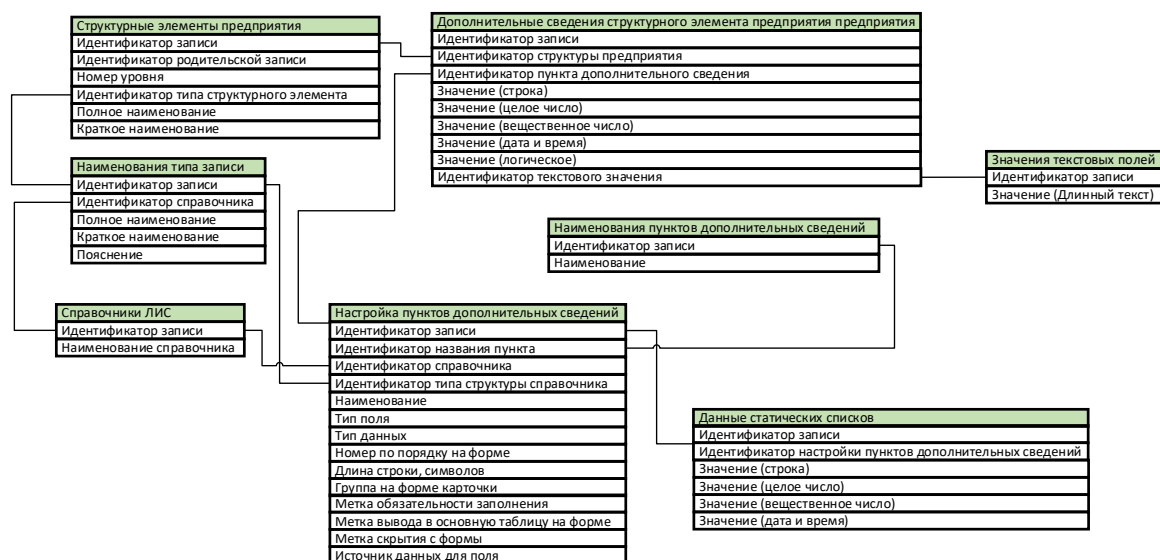 Структурные элементы предприятия
Идентификатор записи
Идентификатор родительской записи
Номер уровня
Идентификатор типа структурного элемента
Полное наименование
Краткое наименование
Дополнительные сведения структурного элемента предприятия предприятия
Идентификатор записи
Идентификатор структуры предприятия
Идентификатор пункта дополнительного сведения
Значение (строка)
Значение (целое число)
Значение (вещественное число)
Значение (дата и время)
Значение (логическое)
Идентификатор текстового значения
Значения текстовых полей
Идентификатор записи
Значение (Длинный текст)
Наименования типа записи
Идентификатор записи
Идентификатор справочника
Полное наименование
Краткое наименование
Пояснение
Наименования пунктов дополнительных сведений
Идентификатор записи
Наименование
Справочники ЛИС
Идентификатор записи
Наименование справочника
Настройка пунктов дополнительных сведений
Идентификатор записи
Идентификатор названия пункта
Идентификатор справочника
Идентификатор типа структуры справочника
Наименование
Тип поля
Тип данных
Номер по порядку на форме
Длина строки, символов
Группа на форме карточки
Метка обязательности заполнения
Метка вывода в основную таблицу на форме
Метка скрытия с формы
Источник данных для поля
Данные статических списков
Идентификатор записи
Идентификатор настройки пунктов дополнительных сведений
Значение (строка)
Значение (целое число)
Значение (вещественное число)
Значение (дата и время)